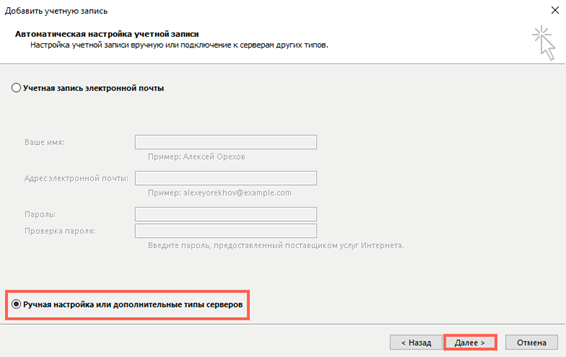 Добавить учетную запись
Автоматическая настройка учетной записи
Настройка учетной записи вручную или подключение к серверам других типов.
Учетная запись электронной почты
Ваше имя:
Пример: Алексей Орехов
Адрес электронной почты:
Пример: alexeyorekhov@example.com
Пароль:
Проверка пароля:
Введите пароль, предоставленный поставщиком услуг Интернета.
Ручная настройка или дополнительные типы серверов
< Назад Далее > Отмена